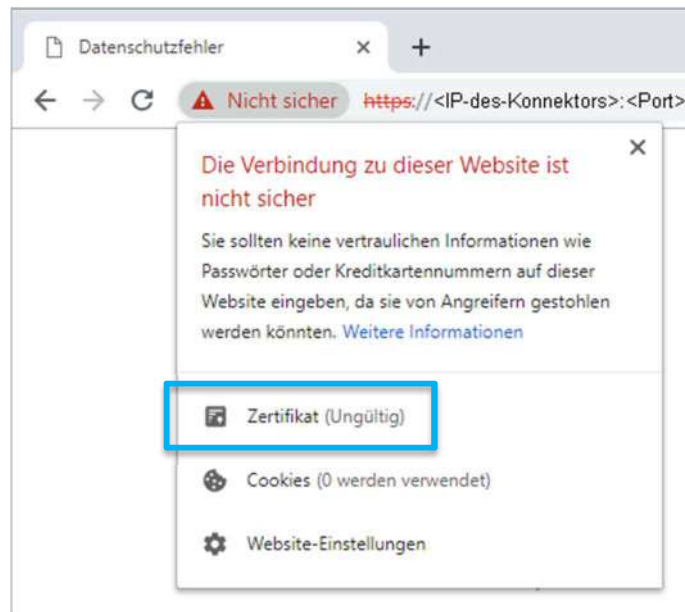 Datenschutzfehler
Nicht sicher https://<IP-des-Konnektors>:<Port>
Die Verbindung zu dieser Website ist
nicht sicher
Sie sollten keine vertraulichen Informationen wie
Passwörter oder Kreditkartennummern auf dieser
Website eingeben, da sie von Angreifern gestohlen
werden könnten. Weitere Informationen
Zertifikat (Ungültig)
Cookies (0 werden verwendet)
Website-Einstellungen